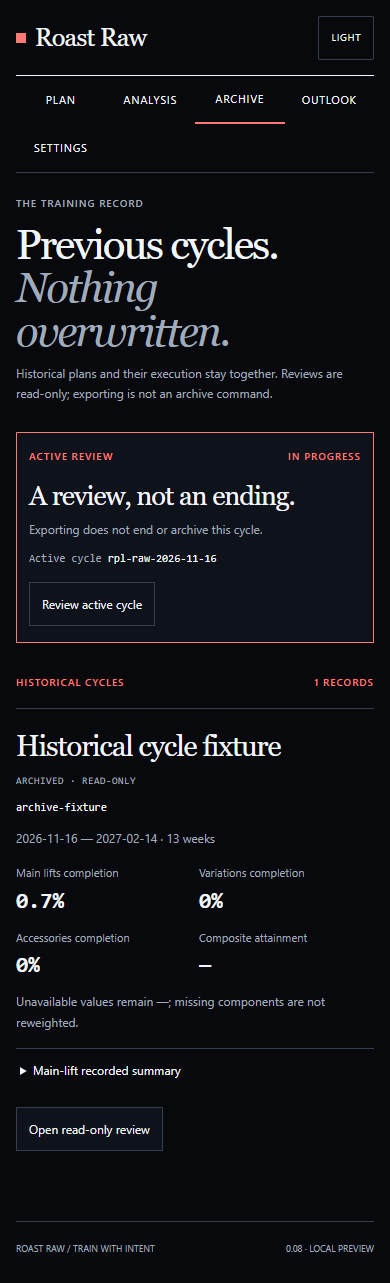 Roast Raw
LIGHT
PLAN ANALYSIS ARCHIVE OUTLOOK
SETTINGS
THE TRAINING RECORD
Previous cycles.
Nothing
overwritten.
Historical plans and their execution stay together. Reviews are
read-only; exporting is not an archive command.
ACTIVE REVIEW IN PROGRESS
A review, not an ending.
Exporting does not end or archive this cycle.
Active cycle rpl-raw-2026-11-16
Review active cycle
HISTORICAL CYCLES 1 RECORDS
Historical cycle fixture
ARCHIVED · READ-ONLY
archive-fixture
2026-11-16 — 2027-02-14 · 13 weeks
Main lifts completion Variations completion
0.7% 0%
Accessories completion Composite attainment
0% —
Unavailable values remain —; missing components are not
reweighted.
Main-lift recorded summary
Open read-only review
ROAST RAW / TRAIN WITH INTENT 0.08 · LOCAL PREVIEW